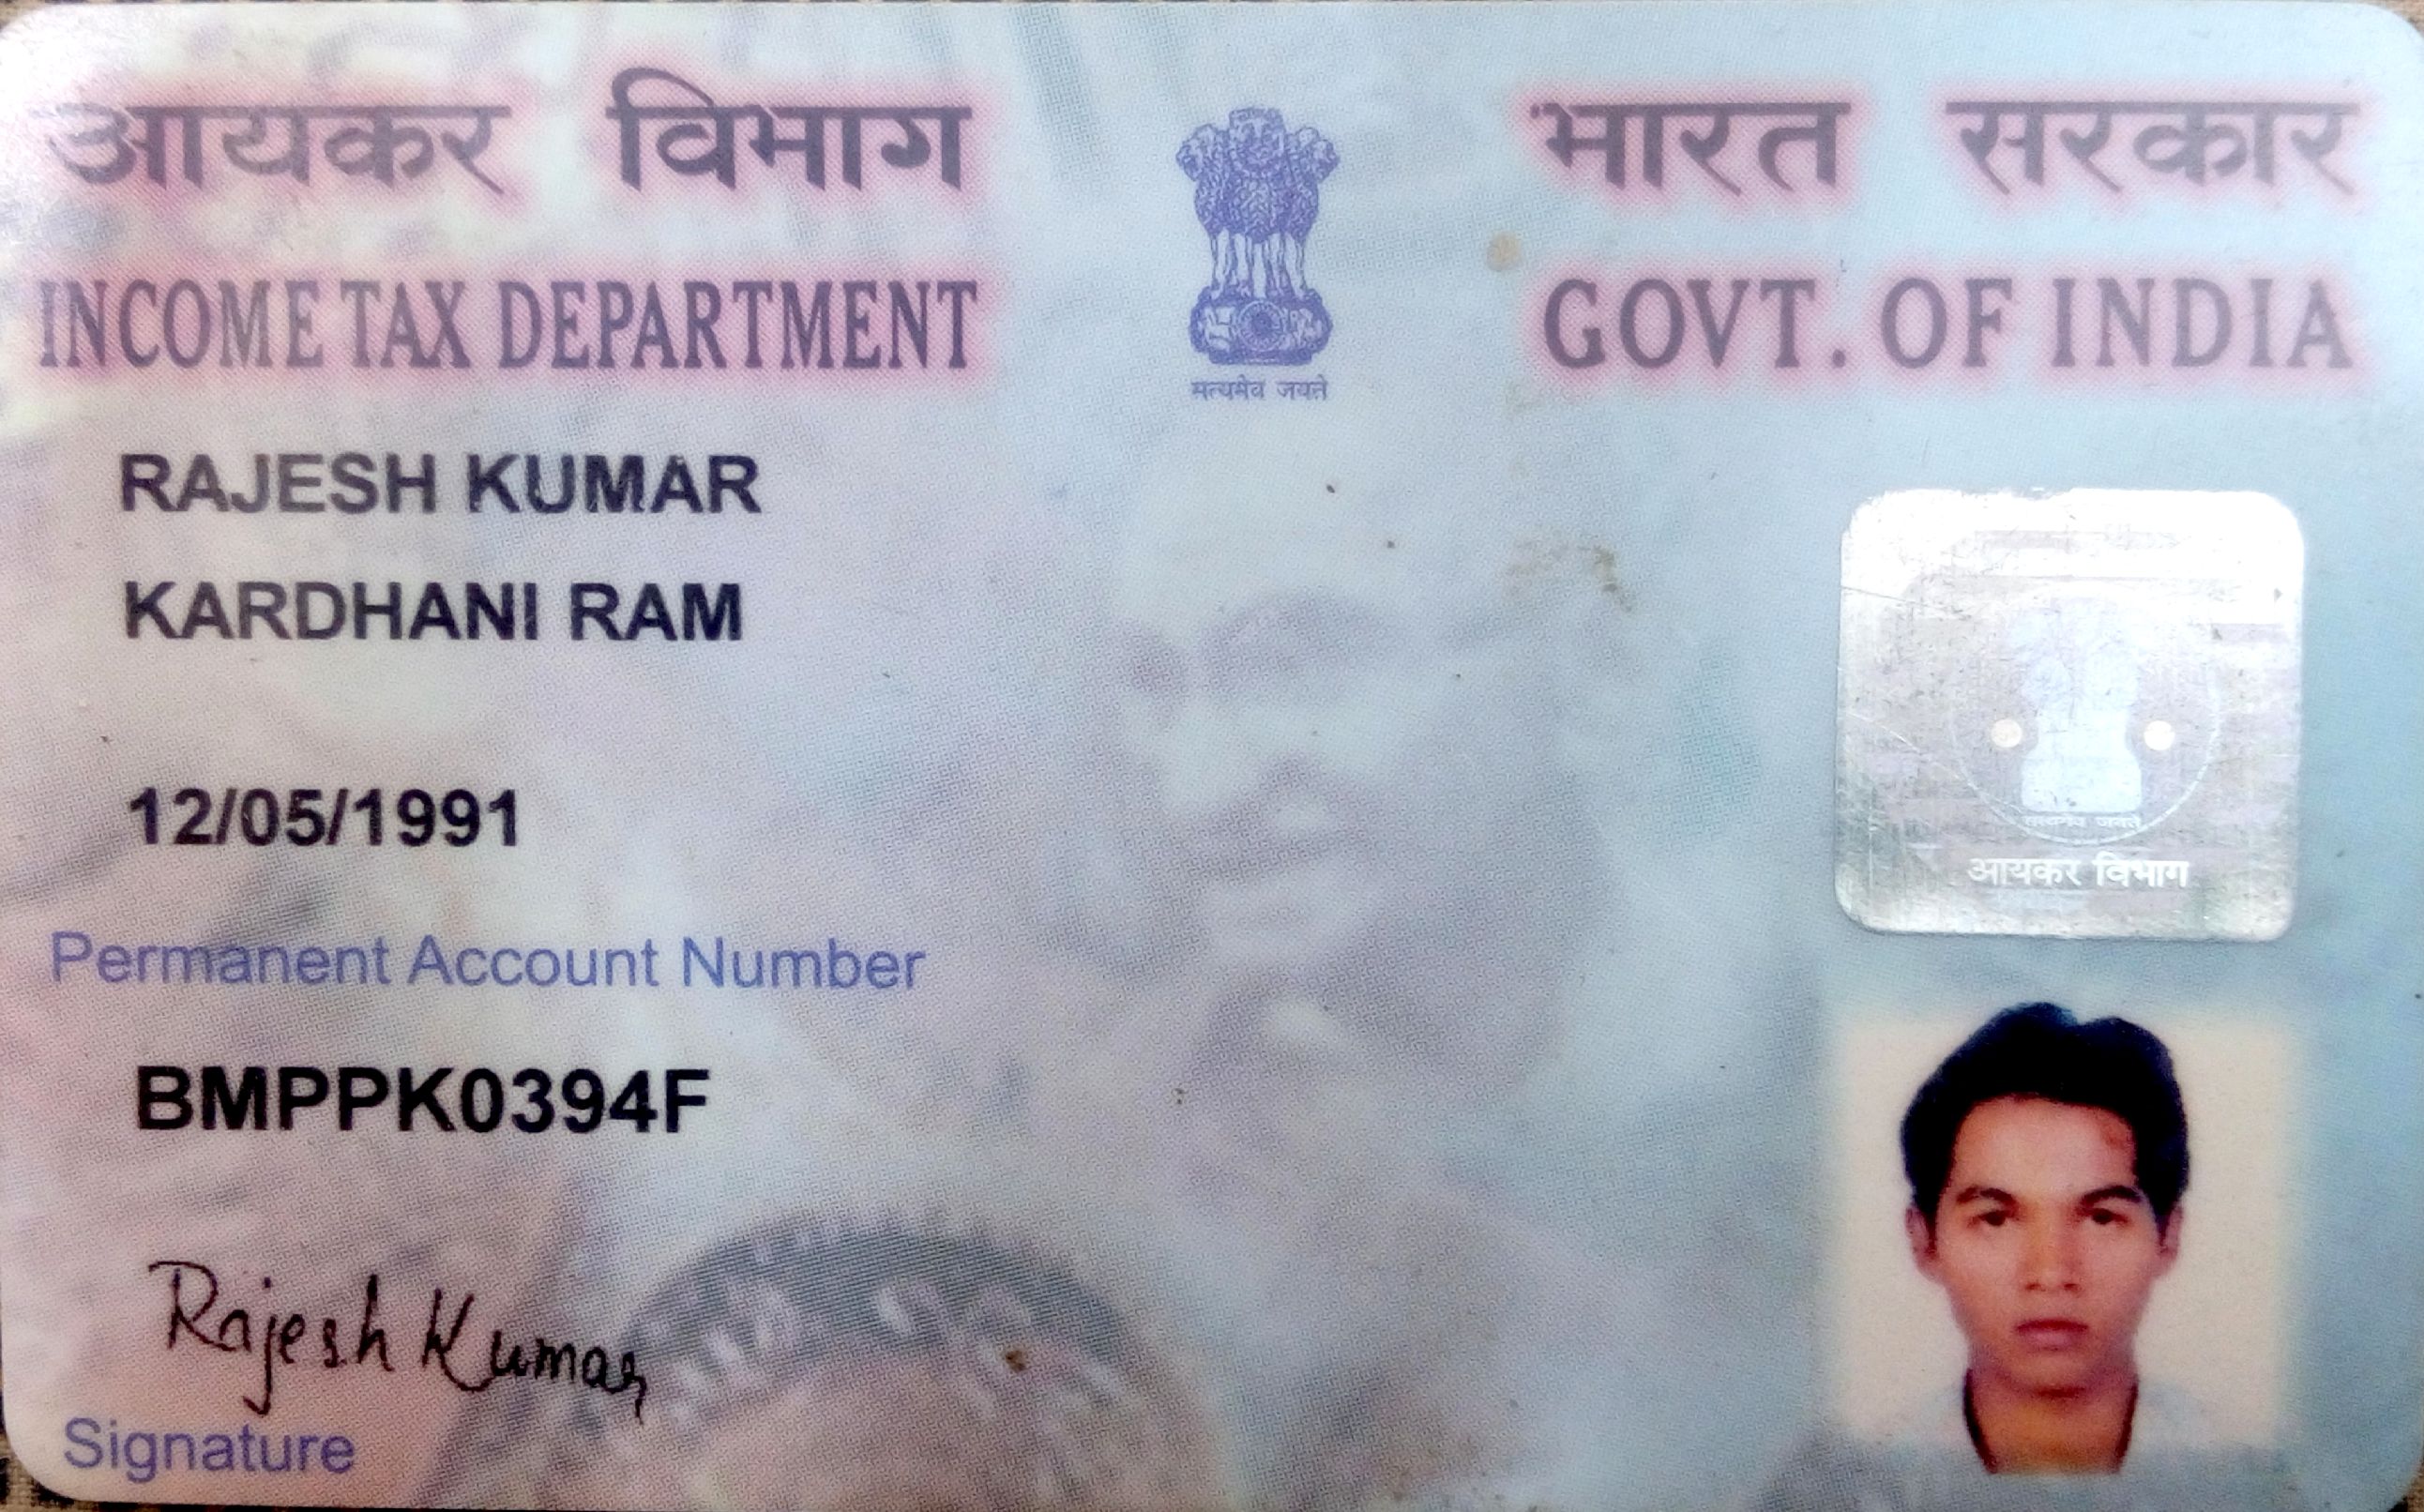 आयकर विभाग
INCOME TAX DEPARTMENT
सत्यमेव जयते
भारत सरकार
GOVT. OF INDIA
RAJESH KUMAR
KARDHANI RAM
12/05/1991
Permanent Account Number
BMPPK0394F
Rajesh Kumar
Signature
सत्यमेव जयते
आयकर विभाग